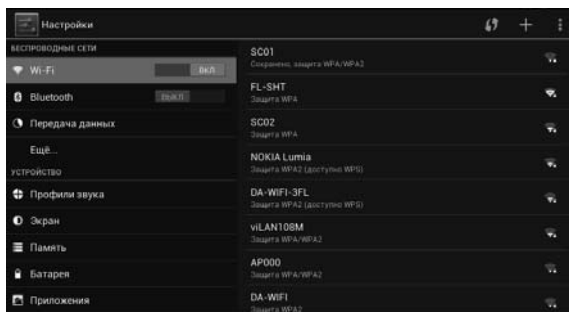 Настройки
БЕСПРОВОДНЫЕ СЕТИ
Wi-Fi
ВКЛ
Bluetooth
ВЫКЛ
Передача данных
Ещё...
УСТРОЙСТВО
Профили звука
Экран
Память
Батарея
Приложения
SC01
Сохранено, защита WPA/WPA2
FL-SHT
Защита WPA
SC02
Защита WPA
NOKIA Lumia
Защита WPA2 (доступно WPS)
DA-WIFI-3FL
Защита WPA2 (доступно WPS)
viLAN108M
Защита WPA/WPA2
AP000
Защита WPA/WPA2
DA-WIFI
Защита WPA2